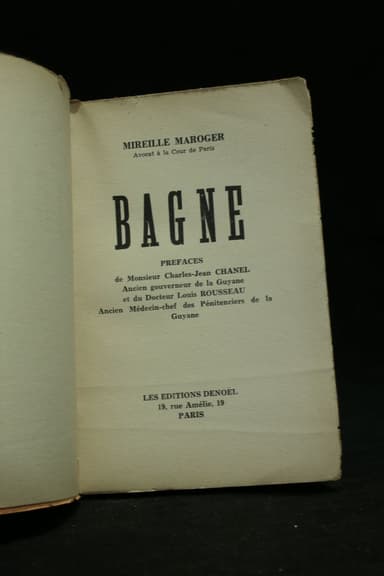 MIREILLE MAROGER
Avocat à la Cour de Paris
BAGNE
PREFACES
de Monsieur Charles-Jean CHANEL
Ancien gouverneur de la Guyane
et du Docteur Louis ROUSSEAU
Ancien Médecin-chef des Pénitenciers de la
Guyane
LES EDITIONS DENOËL
19, rue Amélie, 19
PARIS